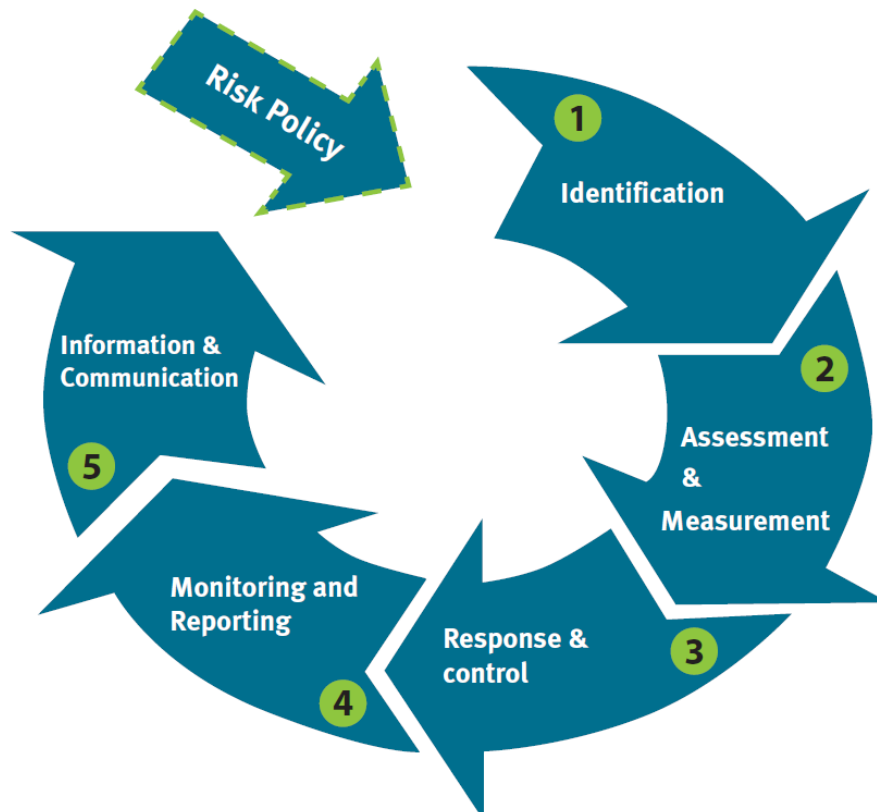 Risk Policy
1
Identification
2
Assessment
&
Measurement
3
Response &
control
4
Monitoring and
Reporting
5
Information &
Communication